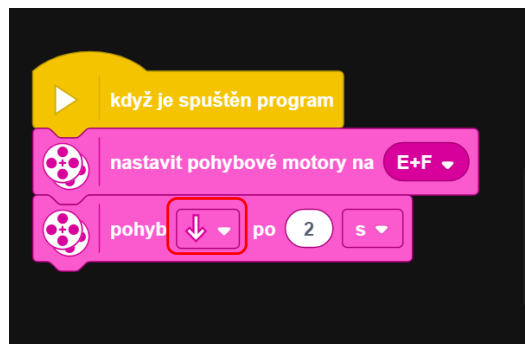 když je spuštěn program
nastavit pohybové motory na E+F
pohyb po 2 s